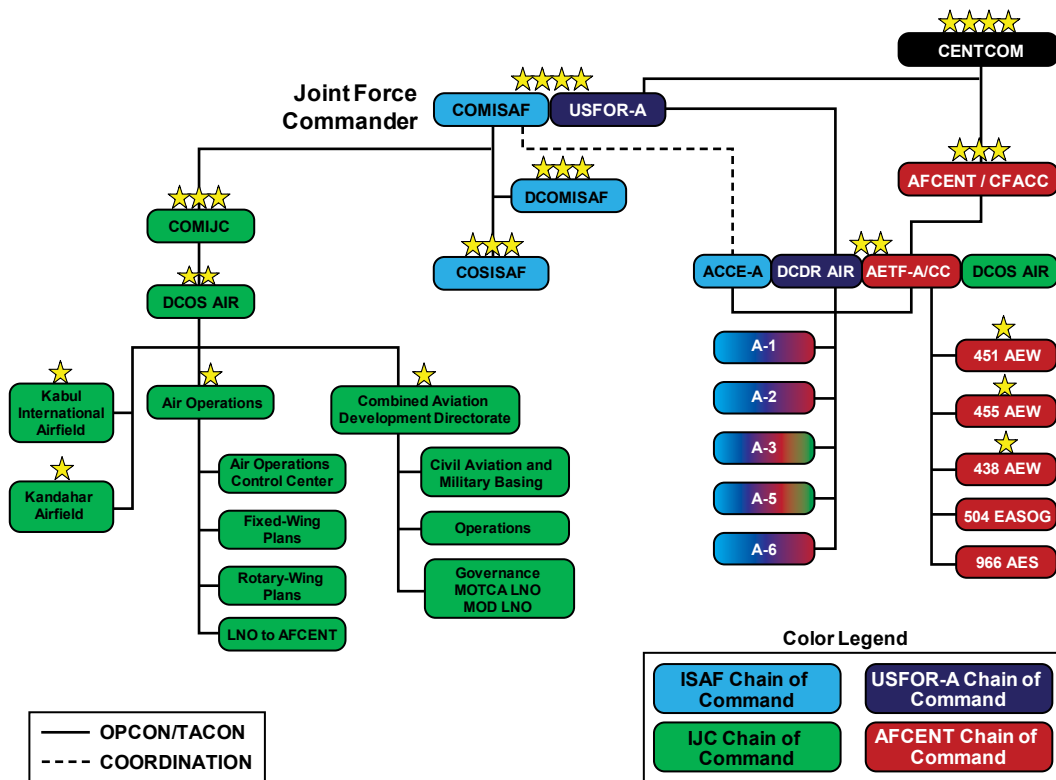 CENTCOM
Joint Force
Commander
COMISAF
USFOR-A
AFCENT / CFACC
DCOMISAF
COMIJC
COSISAF
ACCE-A
DCDR AIR
AETF-A/CC
DCOS AIR
DCOS AIR
Kabul
International
Airfield
Kandahar
Airfield
Air Operations
Air Operations
Control Center
Fixed-Wing
Plans
Rotary-Wing
Plans
LNO to AFCENT
Combined Aviation
Development Directorate
Civil Aviation and
Military Basing
Operations
Governance
MOTCA LNO
MOD LNO
A-1
A-2
A-3
A-5
A-6
451 AEW
455 AEW
438 AEW
504 EASOG
966 AES
OPCON/TACON
COORDINATION
Color Legend
ISAF Chain of
Command
USFOR-A Chain of
Command
IJC Chain of
Command
AFCENT Chain of
Command